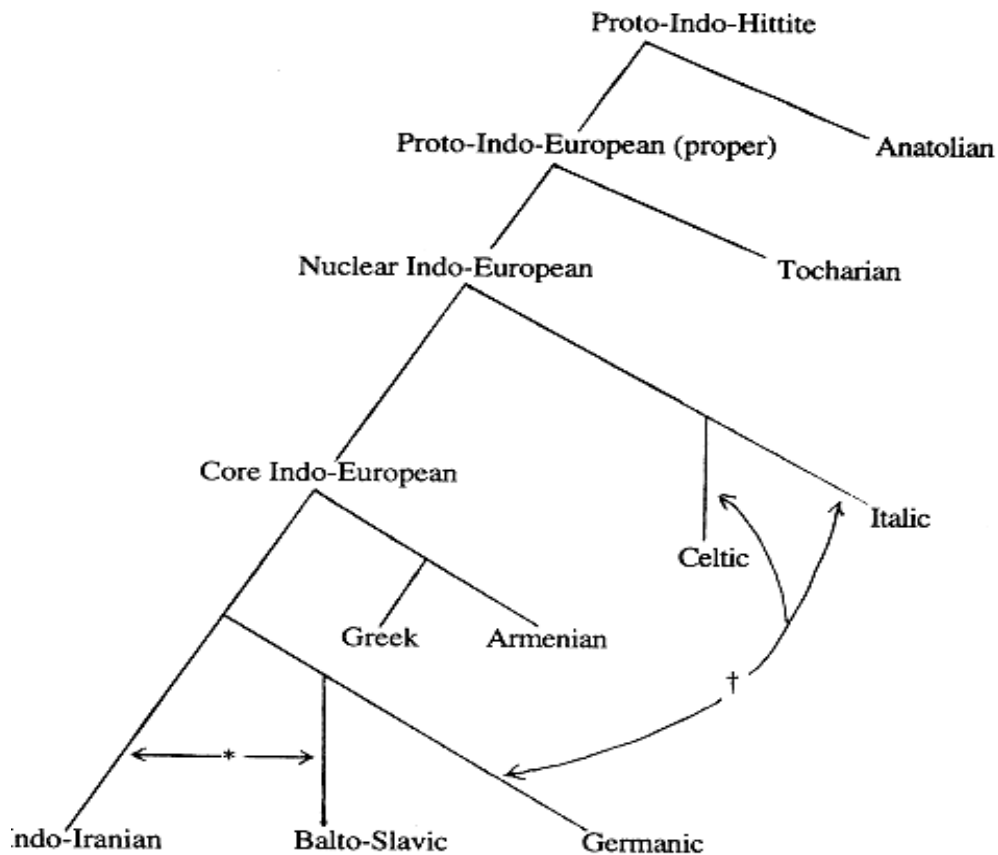 Proto-Indo-Hittite
Proto-Indo-European (proper)
Anatolian
Nuclear Indo-European
Tocharian
Core Indo-European
Italic
Celtic
Greek
Armenian
†
*
ndo-Iranian
Balto-Slavic
Germanic